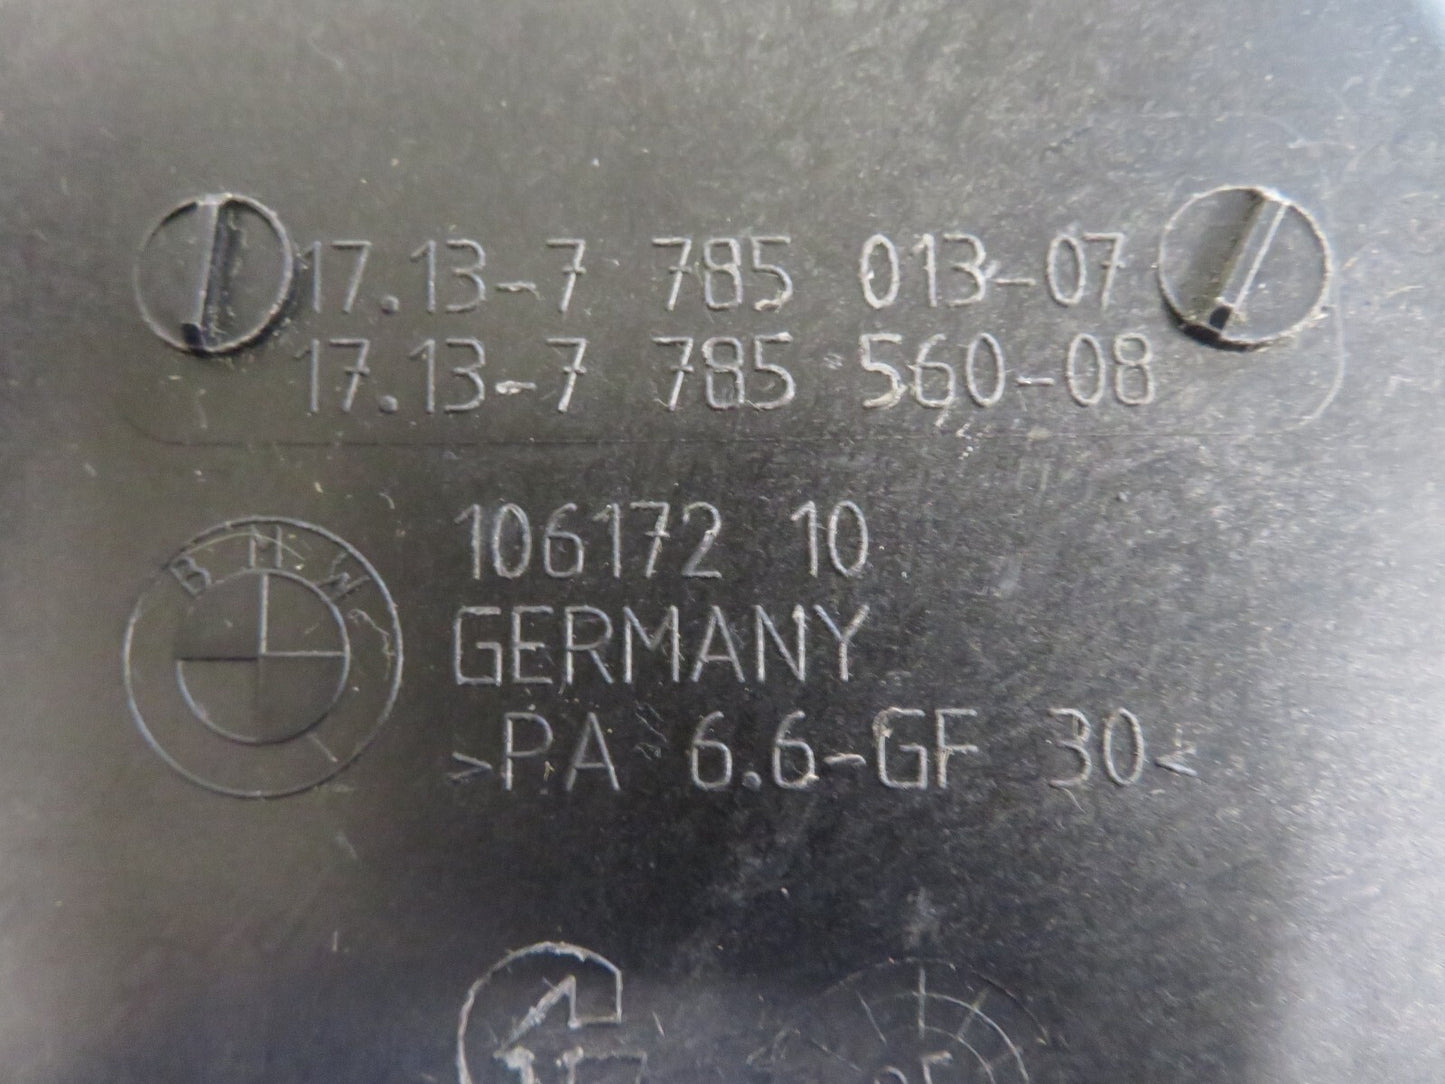 17.13-7 785 013-07
17.13-7 785 560-08
BMW
106172 10
GERMANY
>PA 6.6-GF 30<